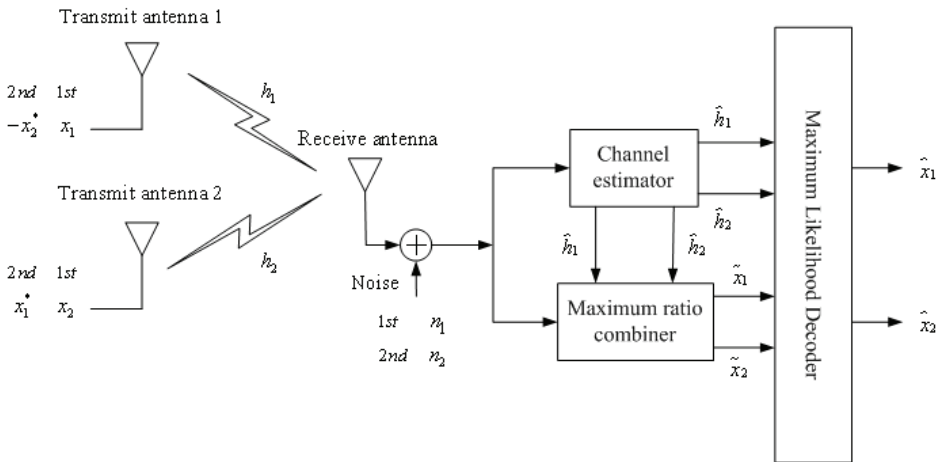 Transmit antenna 1
2nd 1st
−x₂* x₁
h₁
Receive antenna
Transmit antenna 2
2nd 1st
x₁* x₂
h₂
Noise
1st n₁
2nd n₂
Channel
estimator
ĥ₁
ĥ₂
ĥ₁ ĥ₂
Maximum ratio
combiner
x̃₁
x̃₂
Maximum Likelihood Decoder
x̂₁
x̂₂